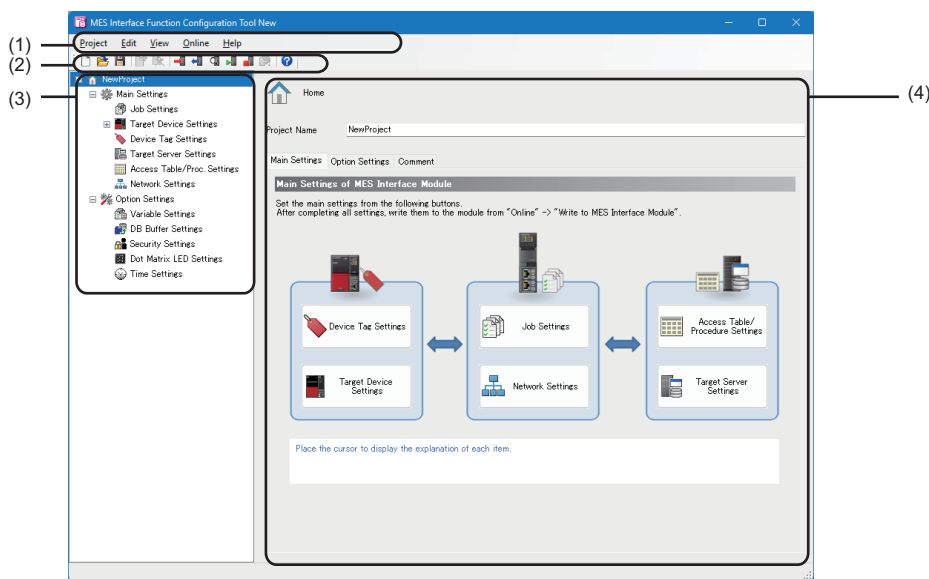 MES Interface Function Configuration Tool New
(1)
Project Edit View Online Help
(2)
(3)
NewProject
Main Settings
Job Settings
Target Device Settings
Device Tag Settings
Target Server Settings
Access Table/Proc. Settings
Network Settings
Option Settings
Variable Settings
DB Buffer Settings
Security Settings
Dot Matrix LED Settings
Time Settings
(4)
Home
Project Name NewProject
Main Settings Option Settings Comment
Main Settings of MES Interface Module
Set the main settings from the following buttons.
After completing all settings, write them to the module from "Online" -> "Write to MES Interface Module".
Device Tag Settings
Target Device
Settings
Job Settings
Network Settings
Access Table/
Procedure Settings
Target Server
Settings
Place the cursor to display the explanation of each item.